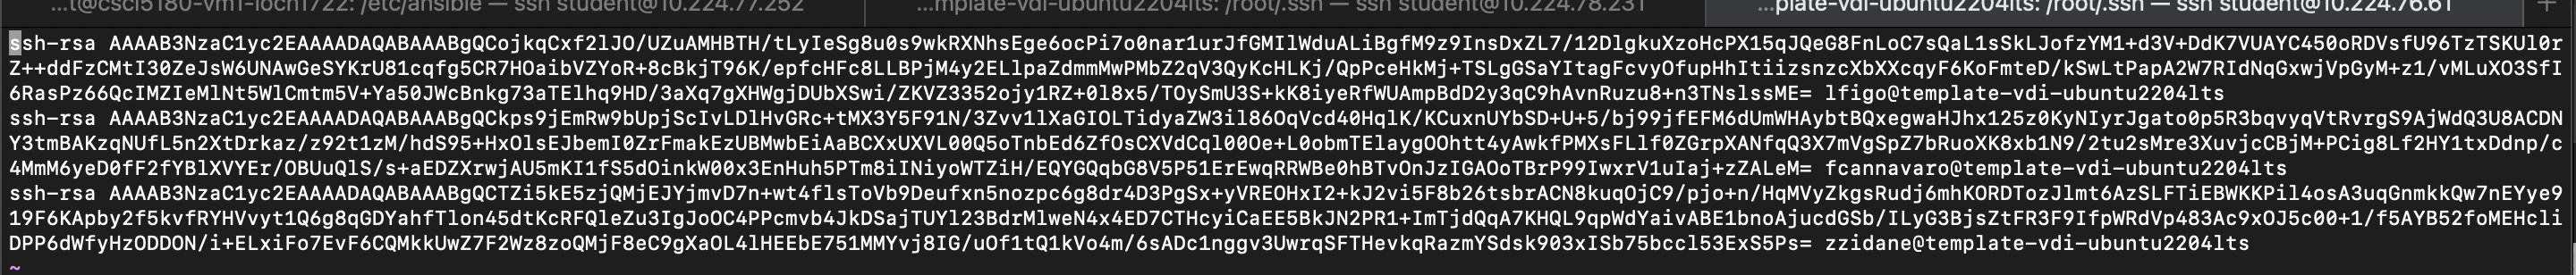 ...t@csci5180-vm1-loch1722: /etc/ansible — ssh student@10.224.77.252 ...mplate-vdi-ubuntu2204lts: /root/.ssh — ssh student@10.224.78.231 ...plate-vdi-ubuntu2204lts: /root/.ssh — ssh student@10.224.76.61 +
ssh-rsa AAAAB3NzaC1yc2EAAAADAQABAAABgQCojkqCxf2lJO/UZuAMHBTH/tLyIeSg8u0s9wkRXNhsEge6ocPi7o0nar1urJfGMIlWduALiBgfM9z9InsDxZL7/12DlgkuXzoHcPX15qJQeG8FnLoC7sQaL1sSkLJofzYM1+d3V+DdK7VUAYC450oRDVsfU96TzTSKUl0r
Z++ddFzCMtI30ZeJsW6UNAwGeSYKrU81cqfg5CR7HOaibVZYoR+8cBkjT96K/epfcHFc8LLBPjM4y2ELlpaZdmmMwPMbZ2qV3QyKcHLKj/QpPceHkMj+TSLgGSaYItagFcvyOfupHhItiizsnzcXbXXcqyF6KoFmteD/kSwLtPapA2W7RIdNqGxwjVpGyM+z1/vMLuXO3SfI
6RasPz66QcIMZIeMlNt5WlCmtm5V+Ya50JWcBnkg73aTElhq9HD/3aXq7gXHWgjDUbXSwi/ZKVZ3352ojy1RZ+0l8x5/TOySmU3S+kK8iyeRfWUAmpBdD2y3qC9hAvnRuzu8+n3TNslssME= lfigo@template-vdi-ubuntu2204lts
ssh-rsa AAAAB3NzaC1yc2EAAAADAQABAAABgQCkps9jEmRw9bUpjScIvLDlHvGRc+tMX3Y5F91N/3Zvv1lXaGIOLTidyaZW3il86OqVcd40HqlK/KCuxnUYbSD+U+5/bj99jfEFM6dUmWHAybtBQxegwaHJhx125z0KyNIyrJgato0p5R3bqvyqVtRvrgS9AjWdQ3U8ACDN
Y3tmBAKzqNUfL5n2XtDrkaz/z92t1zM/hdS95+HxOlsEJbemI0ZrFmakEzUBMwbEiAaBCXxUXVL00Q5oTnbEd6ZfOsCXVdCql00Oe+L0obmTElaygOOhtt4yAwkfPMXsFLlf0ZGrpXANfqQ3X7mVgSpZ7bRuoXK8xb1N9/2tu2sMre3XuvjcCBjM+PCig8Lf2HY1txDdnp/c
4MmM6yeD0fF2fYBlXVYEr/OBUuQlS/s+aEDZXrwjAU5mKI1fS5dOinkW00x3EnHuh5PTm8iINiyoWTZiH/EQYGQqbG8V5P51ErEwqRRWBe0hBTvOnJzIGAOoTBrP99IwxrV1uIaj+zZALeM= fcannavaro@template-vdi-ubuntu2204lts
ssh-rsa AAAAB3NzaC1yc2EAAAADAQABAAABgQCTZi5kE5zjQMjEJYjmvD7n+wt4flsToVb9Deufxn5nozpc6g8dr4D3PgSx+yVREOHxI2+kJ2vi5F8b26tsbrACN8kuqOjC9/pjo+n/HqMVyZkgsRudj6mhKORDTozJlmt6AzSLFTiEBWKKPil4osA3uqGnmkkQw7nEYye9
19F6KApby2f5kvfRYHVvyt1Q6g8qGDYahfTlon45dtKcRFQleZu3IgJoOC4PPcmvb4JkDSajTUYl23BdrMlweN4x4ED7CTHcyiCaEE5BkJN2PR1+ImTjdQqA7KHQL9qpWdYaivABE1bnoAjucdGSb/ILyG3BjsZtFR3F9IfpWRdVp483Ac9xOJ5c00+1/f5AYB52foMEHcli
DPP6dWfyHzODDON/i+ELxiFo7EvF6CQMkkUwZ7F2Wz8zoQMjF8eC9gXaOL4lHEEbE751MMYvj8IG/uOf1tQ1kVo4m/6sADc1nggv3UwrqSFTHevkqRazmYSdsk903xISb75bccl53ExS5Ps= zzidane@template-vdi-ubuntu2204lts
~